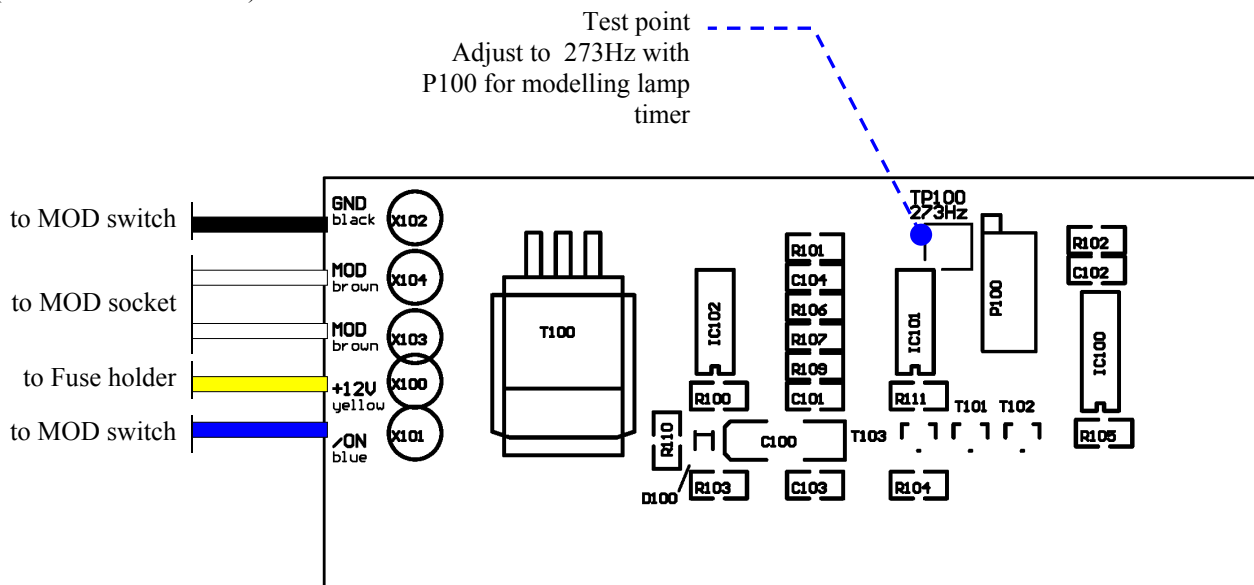 Test point
Adjust to 273Hz with
P100 for modelling lamp
timer
to MOD switch
to MOD socket
to Fuse holder
to MOD switch
GND
black
X102
MOD
brown
X104
MOD
brown
X103
+12V
yellow
X100
/ON
blue
X101
T100
IC102
R100
R110
D100
R103
C100
R101
C104
R106
R107
R109
C101
C103
TP100
273Hz
IC101
R111
T103
T101
T102
R104
P100
R102
C102
IC100
R105